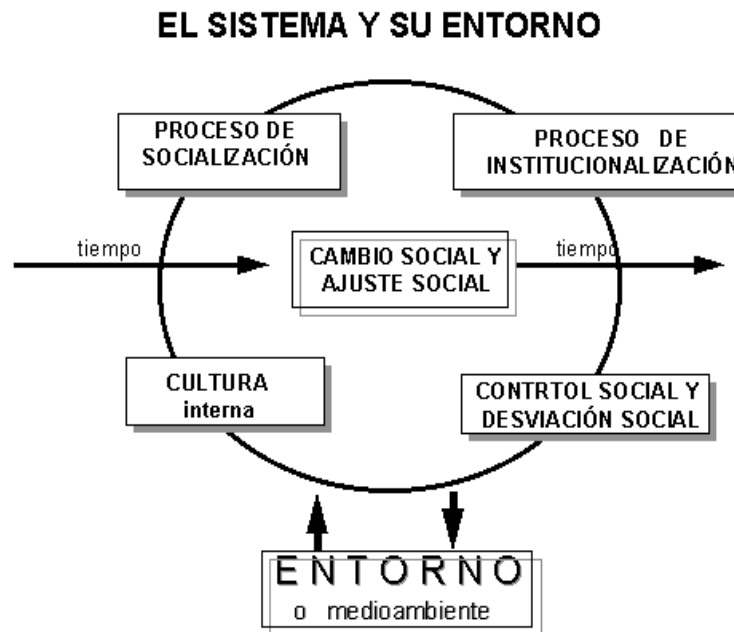 EL SISTEMA Y SU ENTORNO
PROCESO DE
SOCIALIZACIÓN
PROCESO DE
INSTITUCIONALIZACIÓN
tiempo
CAMBIO SOCIAL Y
AJUSTE SOCIAL
tiempo
CULTURA
interna
CONTRTOL SOCIAL Y
DESVIACIÓN SOCIAL
ENTORNO
o medioambiente